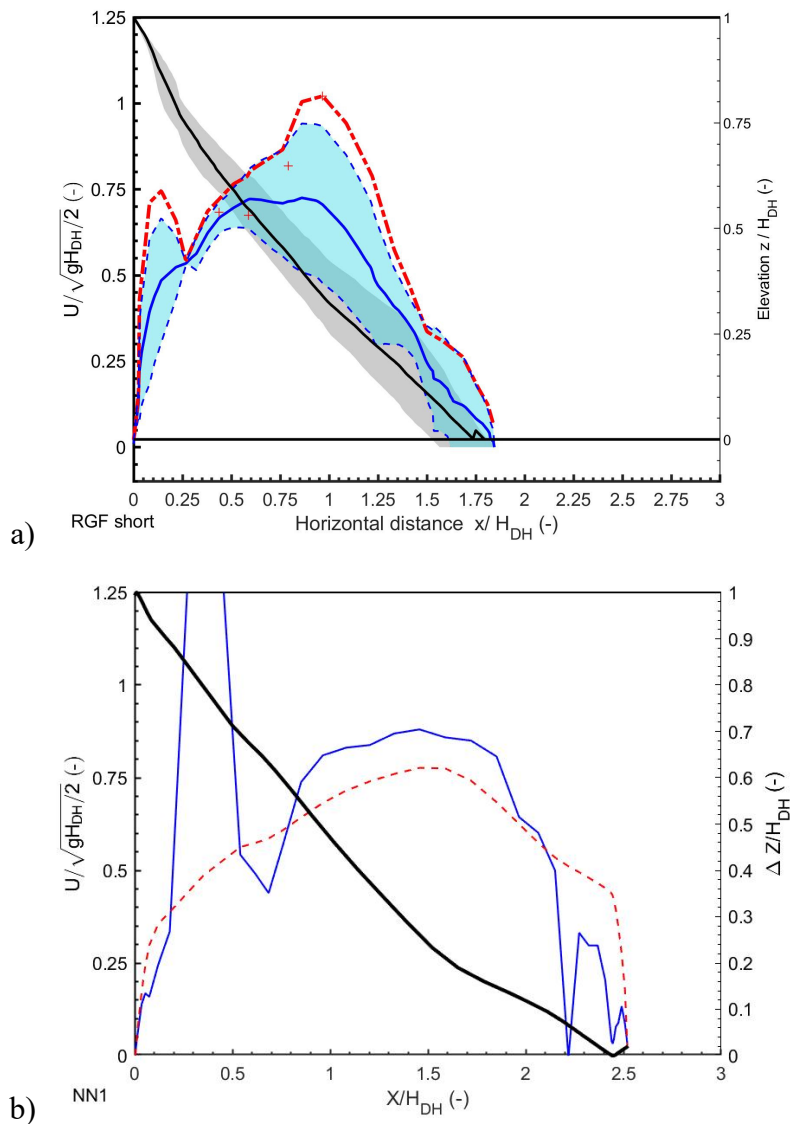 1.25
1
0.75
0.5
0.25
0
U/√gH_DH/2 (-)
1
0.75
0.5
0.25
0
Elevation z / H_DH (-)
0 0.25 0.5 0.75 1 1.25 1.5 1.75 2 2.25 2.5 2.75 3
Horizontal distance x/ H_DH (-)
RGF short
a)
1.25
1
0.75
0.5
0.25
0
U/√gH_DH/2 (-)
1
0.9
0.8
0.7
0.6
0.5
0.4
0.3
0.2
0.1
0
Δ Z/H_DH (-)
0 0.5 1 1.5 2 2.5 3
X/H_DH (-)
NN1
b)